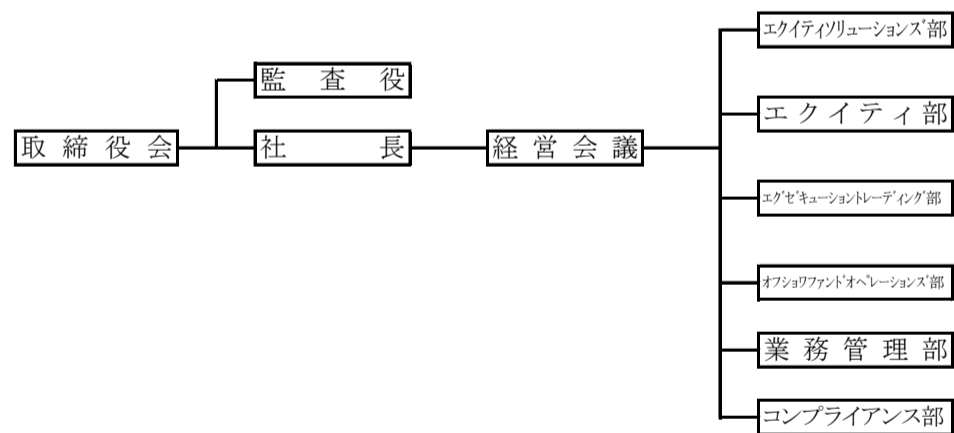 エクイティソリューションズ部
監査役
エクイティ部
取締役会
社長
経営会議
エグゼキューショントレーディング部
オフショワファンドオペレーションズ部
業務管理部
コンプライアンス部